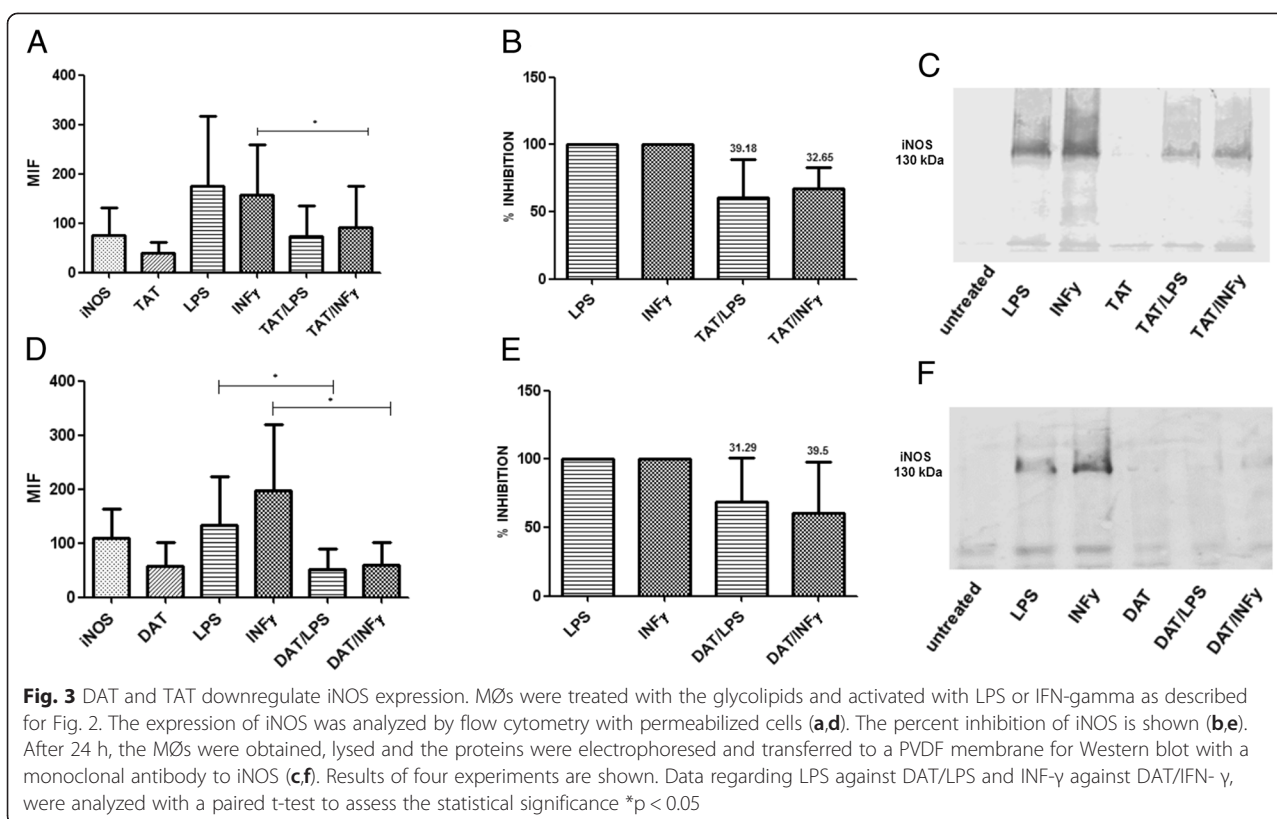 A
400
300
200
100
0
MIF
iNOS
TAT
LPS
INFγ
TAT/LPS
TAT/INFγ
*
B
150
100
50
0
% INHIBITION
39.18
32.65
LPS
INFγ
TAT/LPS
TAT/INFγ
C
iNOS
130 kDa
untreated
LPS
INFy
TAT
TAT/LPS
TAT/INFy
D
400
300
200
100
0
MIF
iNOS
DAT
LPS
INFγ
DAT/LPS
DAT/INFγ
*
*
E
150
100
50
0
% INHIBITION
31.29
39.5
LPS
INFγ
DAT/LPS
DAT/INFγ
F
iNOS
130 kDa
untreated
LPS
INFy
DAT
DAT/LPS
DAT/INFy
Fig. 3 DAT and TAT downregulate iNOS expression. MØs were treated with the glycolipids and activated with LPS or IFN-gamma as described
for Fig. 2. The expression of iNOS was analyzed by flow cytometry with permeabilized cells (a,d). The percent inhibition of iNOS is shown (b,e).
After 24 h, the MØs were obtained, lysed and the proteins were electrophoresed and transferred to a PVDF membrane for Western blot with a
monoclonal antibody to iNOS (c,f). Results of four experiments are shown. Data regarding LPS against DAT/LPS and INF-γ against DAT/IFN- γ,
were analyzed with a paired t-test to assess the statistical significance *p < 0.05